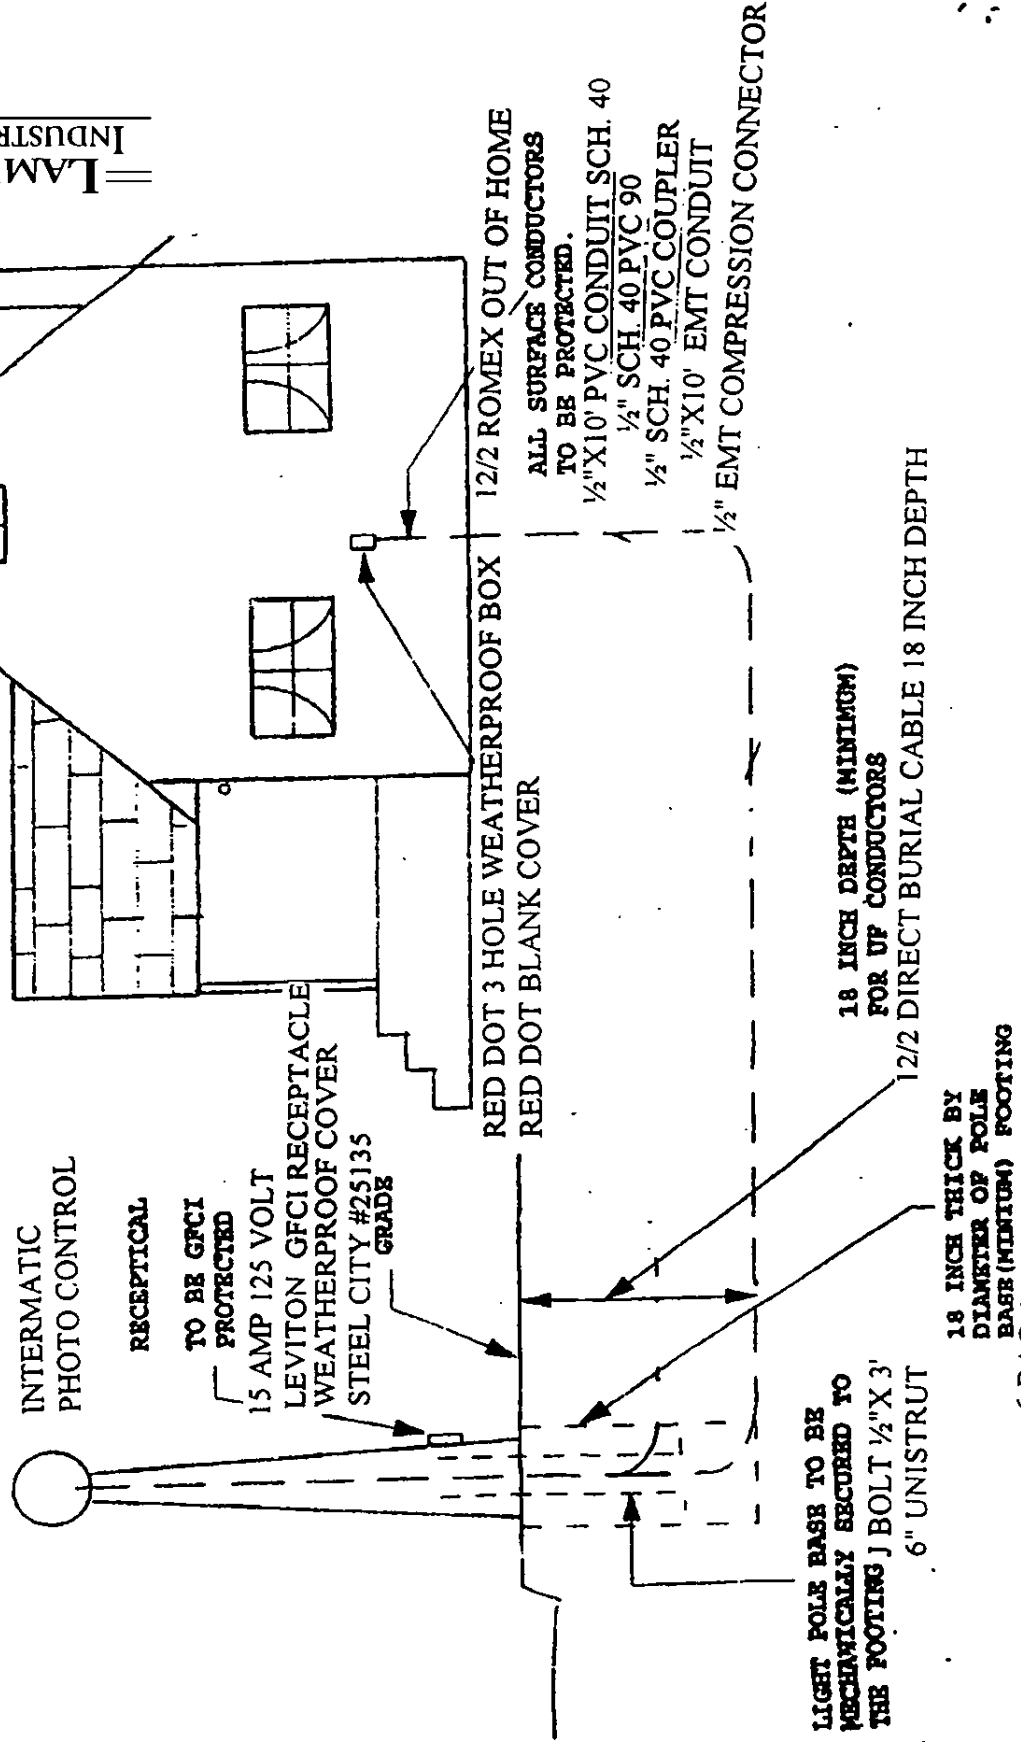 INTERMATIC
PHOTO CONTROL
RECEPTICAL
TO BE GFCI
PROTECTED
15 AMP 125 VOLT
LEVITON GFCI RECEPTACLE
WEATHERPROOF COVER
STEEL CITY #25135
GRADE
RED DOT 3 HOLE WEATHERPROOF BOX
RED DOT BLANK COVER
12/2 ROMEX OUT OF HOME
ALL SURFACE CONDUCTORS
TO BE PROTECTED.
½"X10' PVC CONDUIT SCH. 40
½" SCH. 40 PVC 90
½" SCH. 40 PVC COUPLER
½"X10' EMT CONDUIT
½" EMT COMPRESSION CONNECTOR
18 INCH DEPTH (MINIMUM)
FOR UF CONDUCTORS
12/2 DIRECT BURIAL CABLE 18 INCH DEPTH
18 INCH THICK BY
DIAMETER OF POLE
BASE (MINIUM) FOOTING
LIGHT POLE BASE TO BE
MECHANICALLY SECURED TO
THE FOOTING J BOLT ½"X 3'
6" UNISTRUT